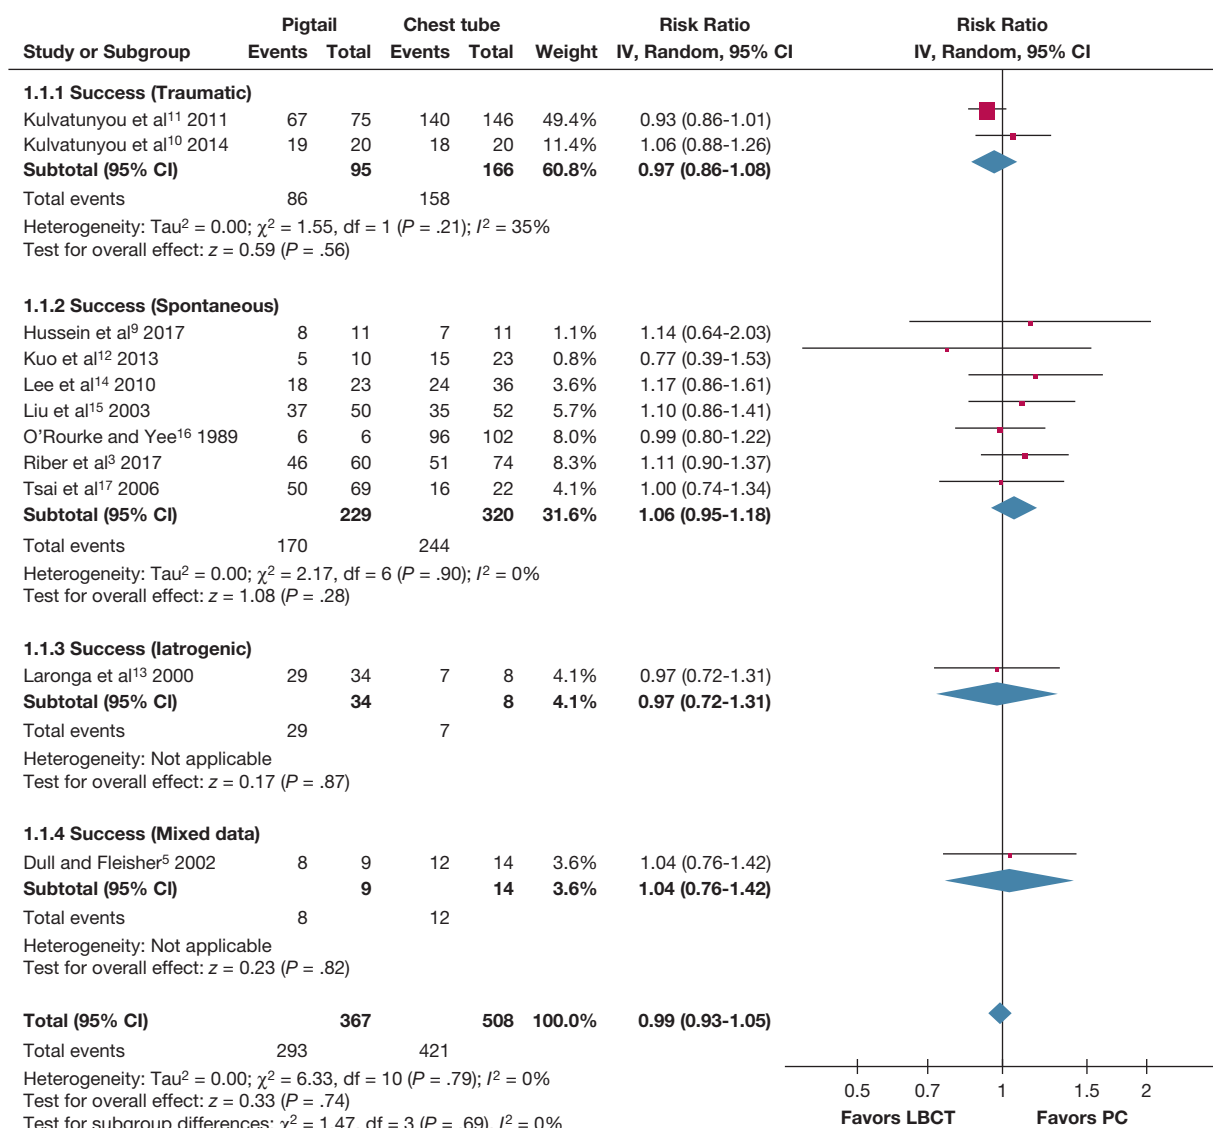 Pigtail Chest tube Risk Ratio Risk Ratio
Study or Subgroup Events Total Events Total Weight IV, Random, 95% CI IV, Random, 95% CI
1.1.1 Success (Traumatic)
Kulvatunyou et al11 2011 67 75 140 146 49.4% 0.93 (0.86-1.01)
Kulvatunyou et al10 2014 19 20 18 20 11.4% 1.06 (0.88-1.26)
Subtotal (95% CI) 95 166 60.8% 0.97 (0.86-1.08)
Total events 86 158
Heterogeneity: Tau² = 0.00; χ² = 1.55, df = 1 (P = .21); I² = 35%
Test for overall effect: z = 0.59 (P = .56)
1.1.2 Success (Spontaneous)
Hussein et al9 2017 8 11 7 11 1.1% 1.14 (0.64-2.03)
Kuo et al12 2013 5 10 15 23 0.8% 0.77 (0.39-1.53)
Lee et al14 2010 18 23 24 36 3.6% 1.17 (0.86-1.61)
Liu et al15 2003 37 50 35 52 5.7% 1.10 (0.86-1.41)
O'Rourke and Yee16 1989 6 6 96 102 8.0% 0.99 (0.80-1.22)
Riber et al3 2017 46 60 51 74 8.3% 1.11 (0.90-1.37)
Tsai et al17 2006 50 69 16 22 4.1% 1.00 (0.74-1.34)
Subtotal (95% CI) 229 320 31.6% 1.06 (0.95-1.18)
Total events 170 244
Heterogeneity: Tau² = 0.00; χ² = 2.17, df = 6 (P = .90); I² = 0%
Test for overall effect: z = 1.08 (P = .28)
1.1.3 Success (Iatrogenic)
Laronga et al13 2000 29 34 7 8 4.1% 0.97 (0.72-1.31)
Subtotal (95% CI) 34 8 4.1% 0.97 (0.72-1.31)
Total events 29 7
Heterogeneity: Not applicable
Test for overall effect: z = 0.17 (P = .87)
1.1.4 Success (Mixed data)
Dull and Fleisher5 2002 8 9 12 14 3.6% 1.04 (0.76-1.42)
Subtotal (95% CI) 9 14 3.6% 1.04 (0.76-1.42)
Total events 8 12
Heterogeneity: Not applicable
Test for overall effect: z = 0.23 (P = .82)
Total (95% CI) 367 508 100.0% 0.99 (0.93-1.05)
Total events 293 421
Heterogeneity: Tau² = 0.00; χ² = 6.33, df = 10 (P = .79); I² = 0%
Test for overall effect: z = 0.33 (P = .74)
Test for subgroup differences: χ² = 1.47, df = 3 (P = .69), I² = 0%
0.5 0.7 1 1.5 2
Favors LBCT Favors PC